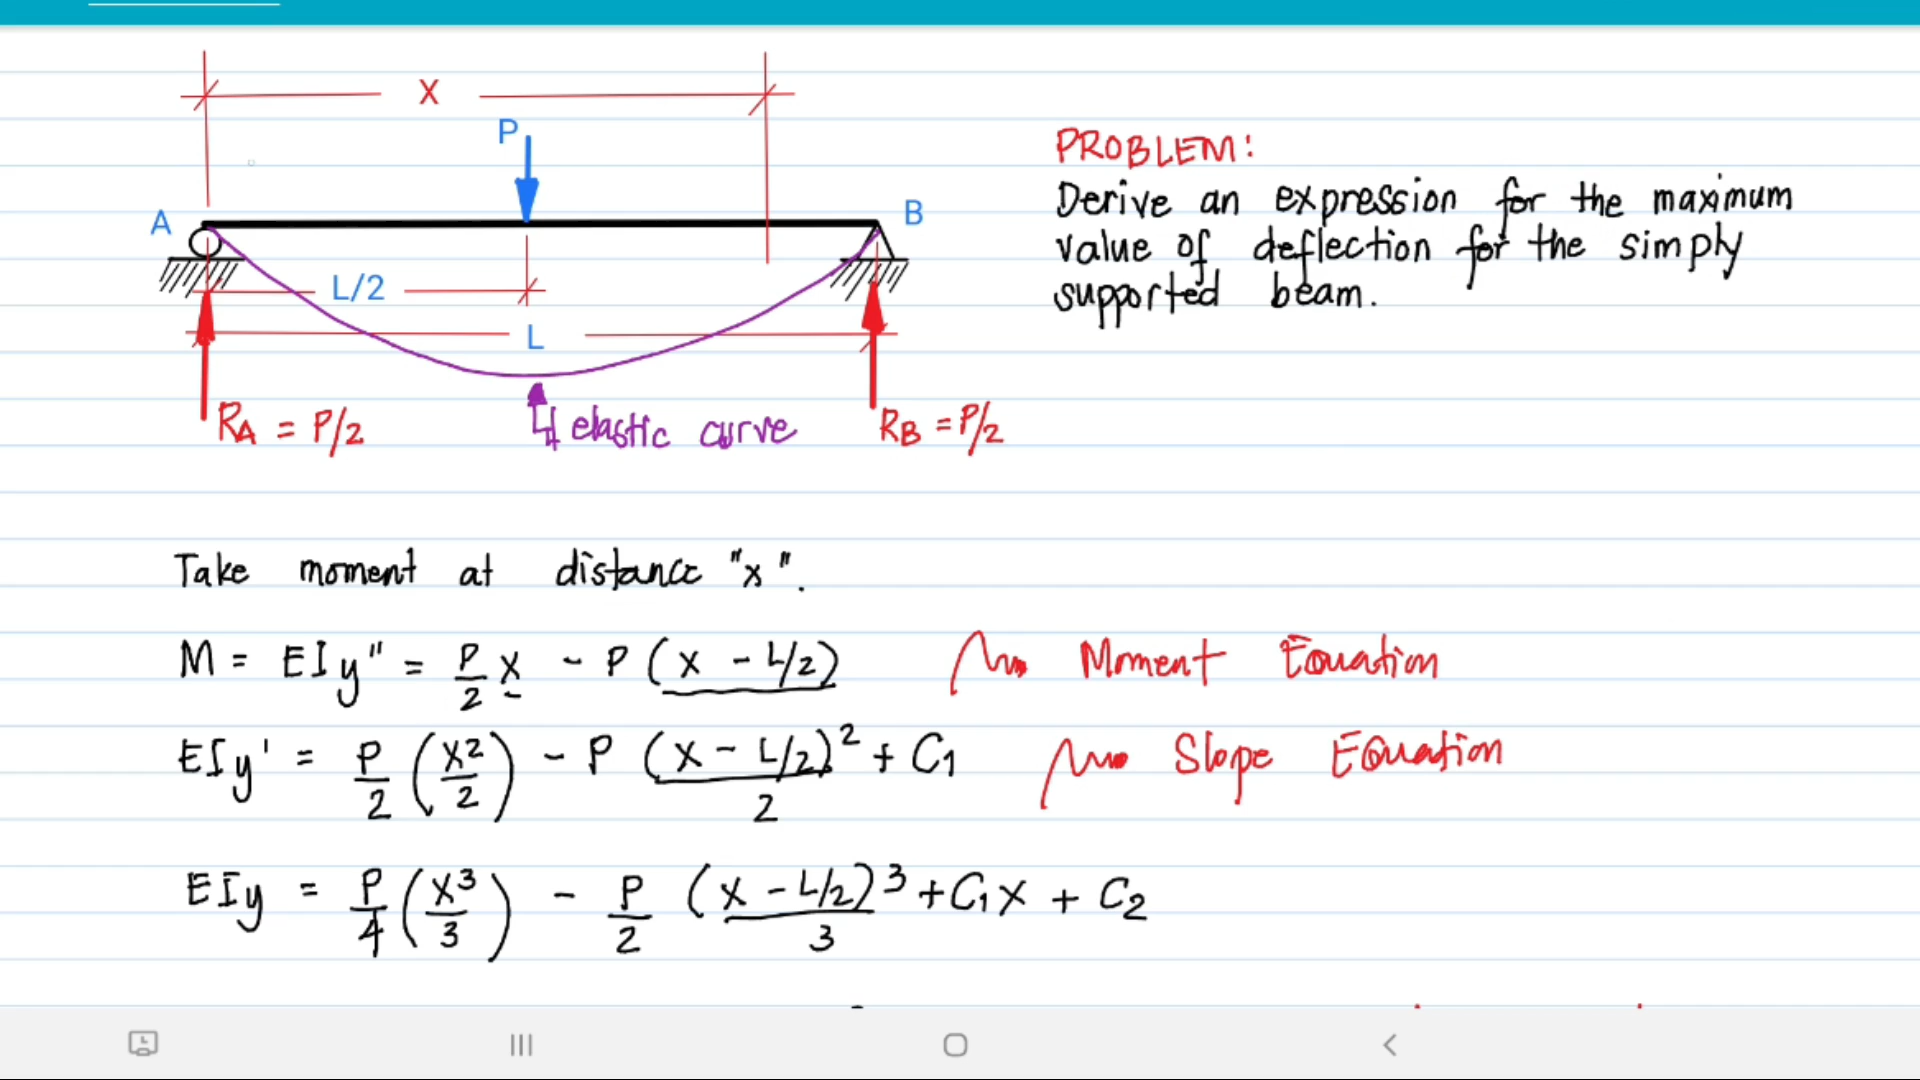 X
P
A
B
L/2
L
RA = P/2
elastic curve
RB = P/2
PROBLEM:
Derive an expression for the maximum
value of deflection for the simply
supported beam.
Take moment at distance "x".
M = EIy" = P/2 x - P (x - L/2) Moment Equation
EIy' = P/2 (x²/2) - P (x - L/2)²/2 + C₁ Slope Equation
EIy = P/4 (x³/3) - P/2 (x - L/2)³/3 + C₁x + C₂